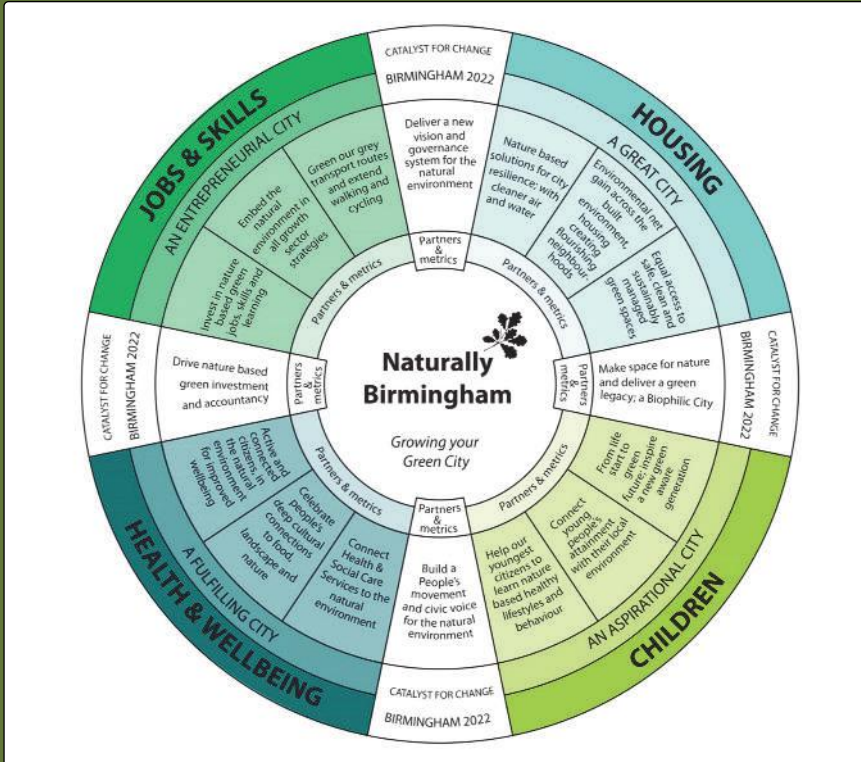 CATALYST FOR CHANGE
BIRMINGHAM 2022
Deliver a new
vision and
governance
system for the
natural
environment
Partners
&
metrics
HOUSING
A GREAT CITY
Nature based
solutions for city
resilience: with
cleaner air
and water
Environmental net
gain across the
built
environment,
housing
creating
flourishing
neighbour-
hoods
Equal access to
safe, clean and
sustainably
managed
green spaces
Partners & metrics
CATALYST FOR CHANGE
BIRMINGHAM 2022
Make space for nature
and deliver a green
legacy; a Biophilic City
Partners
&
metrics
CHILDREN
AN ASPIRATIONAL CITY
From life
start to
green
future; inspire
a new green
aware
generation
Connect
young
people's
attainment
with their local
environment
Help our
youngest
citizens to
learn nature
based healthy
lifestyles and
behaviour
Partners & metrics
CATALYST FOR CHANGE
BIRMINGHAM 2022
Build a
People's
movement
and civic voice
for the natural
environment
Partners
&
metrics
HEALTH & WELLBEING
A FULFILLING CITY
Connect
Health &
Social Care
Services to the
natural
environment
Celebrate
people's
deep cultural
connections
to food,
landscape and
nature
Active and
connected
citizens, in
the natural
environment
for improved
wellbeing
Partners & metrics
CATALYST FOR CHANGE
BIRMINGHAM 2022
Drive nature based
green investment
and accountancy
Partners
&
metrics
JOBS & SKILLS
AN ENTREPRENEURIAL CITY
Invest in nature
based green
jobs, skills and
learning
Embed the
natural
environment in
all growth
sector
strategies
Green our grey
transport routes
and extend
walking and
cycling
Partners & metrics
Naturally
Birmingham
Growing your
Green City